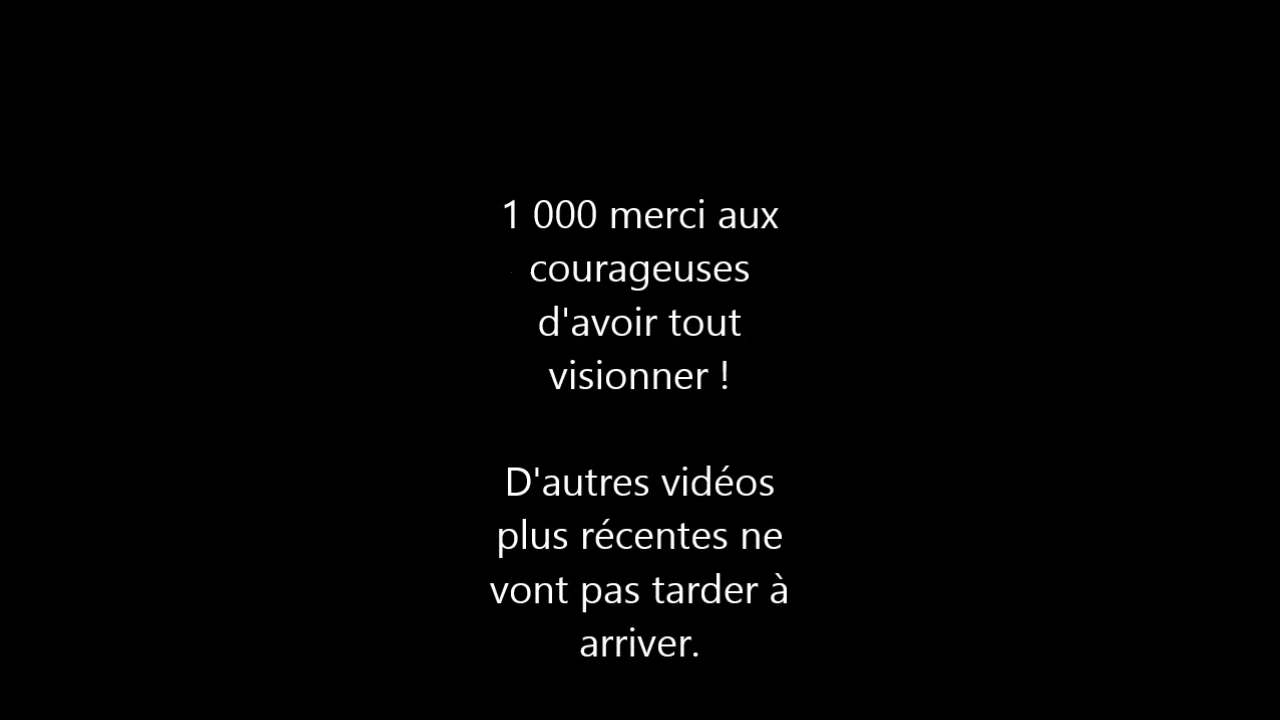 1 000 merci aux
courageuses
d'avoir tout
visionner !
D'autres vidéos
plus récentes ne
vont pas tarder à
arriver.